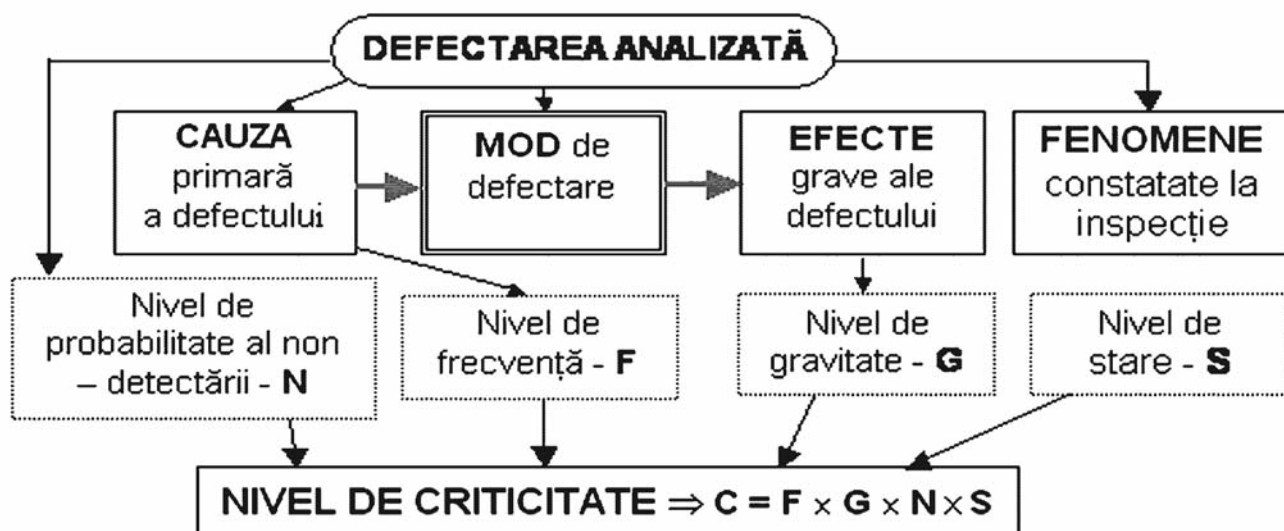 DEFECTAREA ANALIZATĂ
CAUZA
primară
a defectului
MOD de
defectare
EFECTE
grave ale
defectului
FENOMENE
constatate la
inspecție
Nivel de
probabilitate al non
– detectării - N
Nivel de
frecvență - F
Nivel de
gravitate - G
Nivel de
stare - S
NIVEL DE CRITICITATE ⇒ C = F × G × N × S